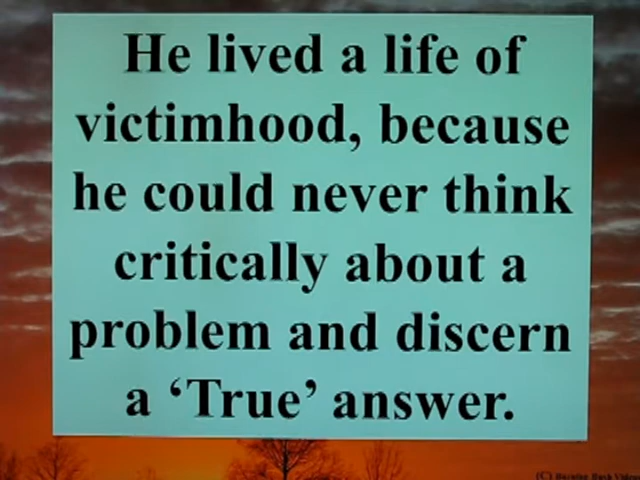 He lived a life of
victimhood, because
he could never think
critically about a
problem and discern
a ‘True’ answer.